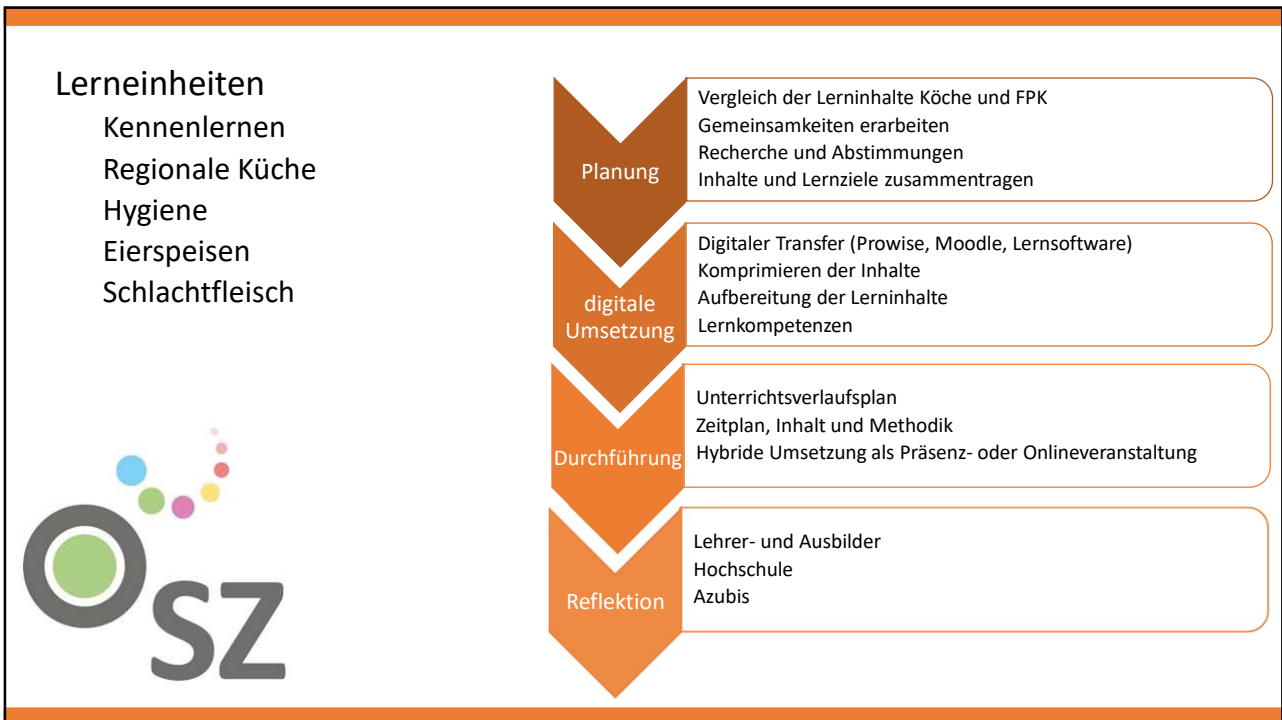 Lerneinheiten
Kennenlernen
Regionale Küche
Hygiene
Eierspeisen
Schlachtfleisch
OSZ
Planung
Vergleich der Lerninhalte Köche und FPK
Gemeinsamkeiten erarbeiten
Recherche und Abstimmungen
Inhalte und Lernziele zusammentragen
digitale
Umsetzung
Digitaler Transfer (Prowise, Moodle, Lernsoftware)
Komprimieren der Inhalte
Aufbereitung der Lerninhalte
Lernkompetenzen
Durchführung
Unterrichtsverlaufsplan
Zeitplan, Inhalt und Methodik
Hybride Umsetzung als Präsenz- oder Onlineveranstaltung
Reflektion
Lehrer- und Ausbilder
Hochschule
Azubis